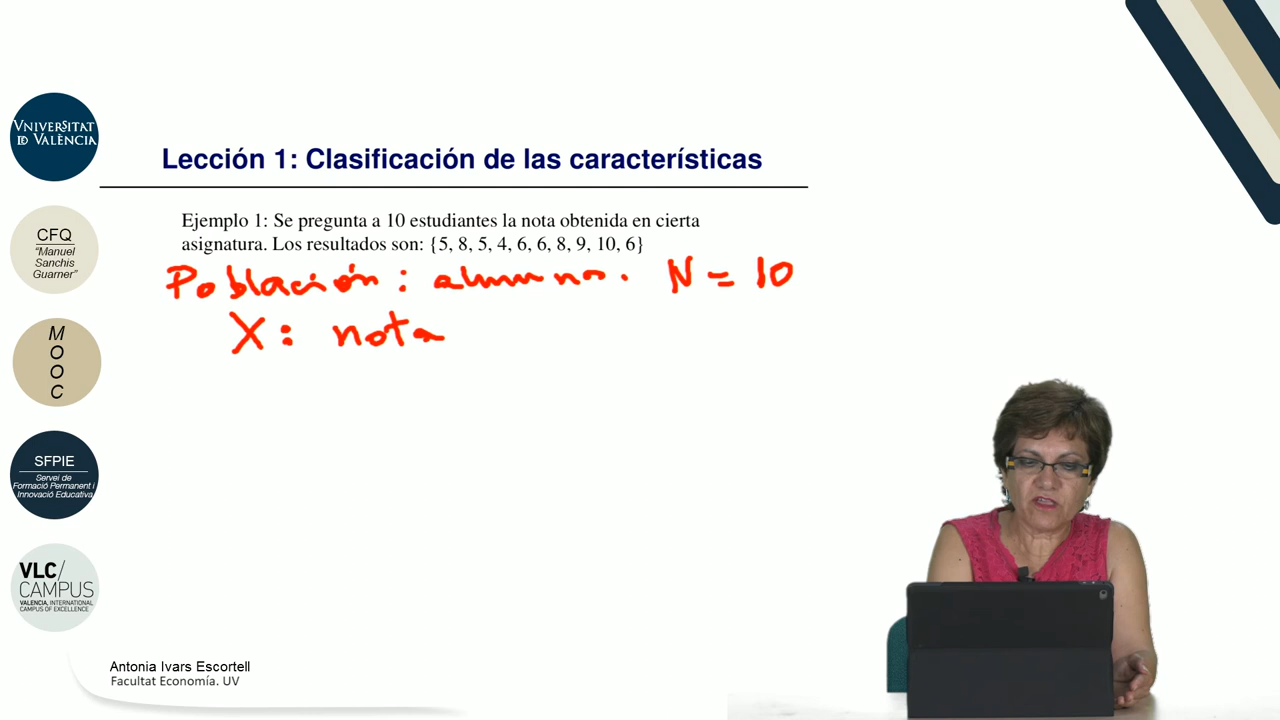 VNIVERSITAT
ID VALÈNCIA
Lección 1: Clasificación de las características
CFQ
"Manuel
Sanchis
Guarner"
Ejemplo 1: Se pregunta a 10 estudiantes la nota obtenida en cierta
asignatura. Los resultados son: {5, 8, 5, 4, 6, 6, 8, 9, 10, 6}
Población: alumno. N = 10
X: nota
M
O
O
C
SFPIE
Servei de
Formació Permanent i
Innovació Educativa
VLC/
CAMPUS
VALENCIA, INTERNATIONAL
CAMPUS OF EXCELLENCE
Antonia Ivars Escortell
Facultat Economía. UV